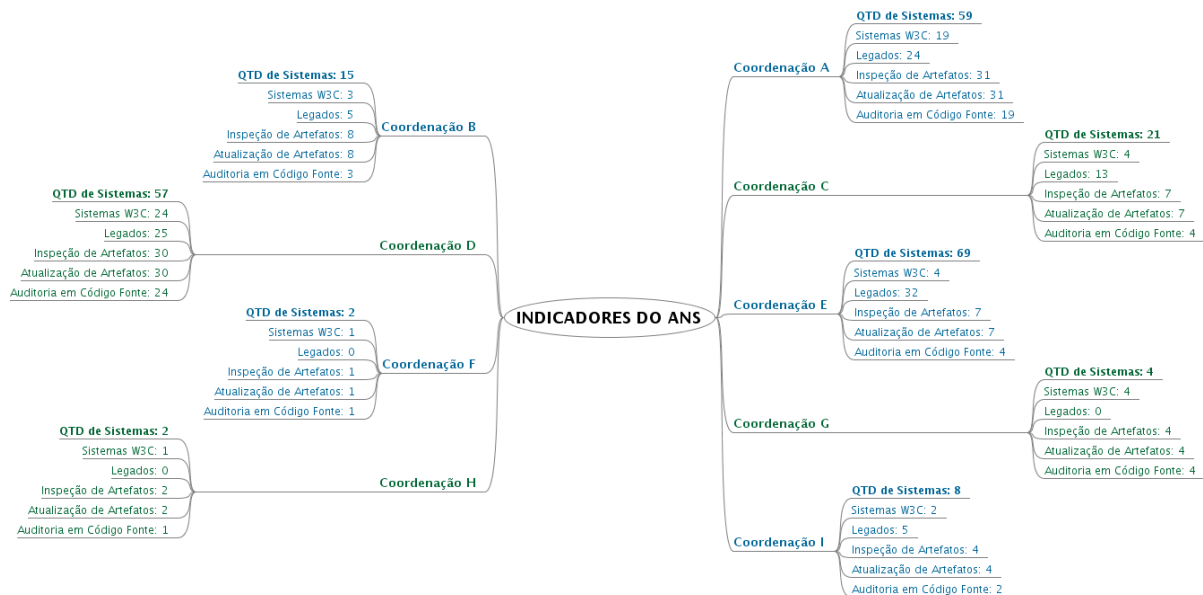 INDICADORES DO ANS
Coordenação A
QTD de Sistemas: 59
Sistemas W3C: 19
Legados: 24
Inspeção de Artefatos: 31
Atualização de Artefatos: 31
Auditoria em Código Fonte: 19
Coordenação B
QTD de Sistemas: 15
Sistemas W3C: 3
Legados: 5
Inspeção de Artefatos: 8
Atualização de Artefatos: 8
Auditoria em Código Fonte: 3
Coordenação C
QTD de Sistemas: 21
Sistemas W3C: 4
Legados: 13
Inspeção de Artefatos: 7
Atualização de Artefatos: 7
Auditoria em Código Fonte: 4
Coordenação D
QTD de Sistemas: 57
Sistemas W3C: 24
Legados: 25
Inspeção de Artefatos: 30
Atualização de Artefatos: 30
Auditoria em Código Fonte: 24
Coordenação E
QTD de Sistemas: 69
Sistemas W3C: 4
Legados: 32
Inspeção de Artefatos: 7
Atualização de Artefatos: 7
Auditoria em Código Fonte: 4
Coordenação F
QTD de Sistemas: 2
Sistemas W3C: 1
Legados: 0
Inspeção de Artefatos: 1
Atualização de Artefatos: 1
Auditoria em Código Fonte: 1
Coordenação G
QTD de Sistemas: 4
Sistemas W3C: 4
Legados: 0
Inspeção de Artefatos: 4
Atualização de Artefatos: 4
Auditoria em Código Fonte: 4
Coordenação H
QTD de Sistemas: 2
Sistemas W3C: 1
Legados: 0
Inspeção de Artefatos: 2
Atualização de Artefatos: 2
Auditoria em Código Fonte: 1
Coordenação I
QTD de Sistemas: 8
Sistemas W3C: 2
Legados: 5
Inspeção de Artefatos: 4
Atualização de Artefatos: 4
Auditoria em Código Fonte: 2